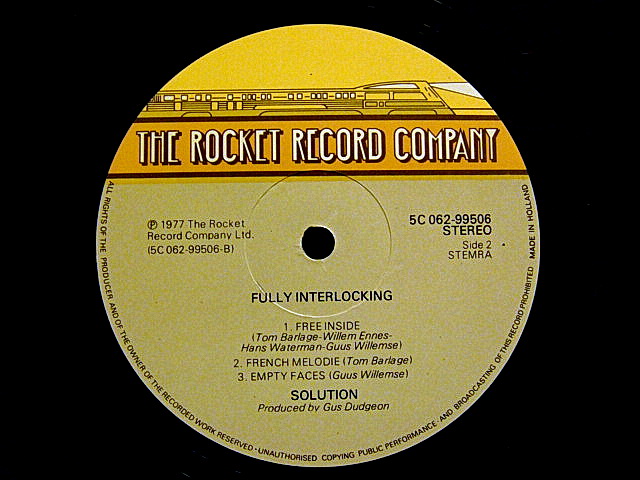 THE ROCKET RECORD COMPANY
℗ 1977 The Rocket
Record Company Ltd.
(5C 062-99506-B)
5C 062-99506
STEREO
Side 2
STEMRA
FULLY INTERLOCKING
1. FREE INSIDE
(Tom Barlage-Willem Ennes-
Hans Waterman-Guus Willemse)
2. FRENCH MELODIE (Tom Barlage)
3. EMPTY FACES (Guus Willemse)
SOLUTION
Produced by Gus Dudgeon
ALL RIGHTS OF THE PRODUCER AND OF THE OWNER OF THE RECORDED WORK RESERVED · UNAUTHORISED COPYING PUBLIC PERFORMANCE AND BROADCASTING OF THIS RECORD PROHIBITED MADE IN HOLLAND